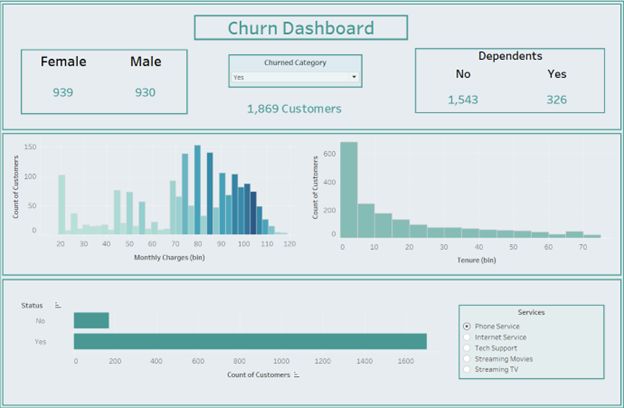 Churn Dashboard
Female Male
939 930
Churned Category
Yes
1,869 Customers
Dependents
No Yes
1,543 326
Count of Customers
150
100
50
0
20 30 40 50 60 70 80 90 100 110 120
Monthly Charges (bin)
Count of Customers
600
400
200
0
0 10 20 30 40 50 60 70
Tenure (bin)
Status
No
Yes
0 200 400 600 800 1000 1200 1400 1600
Count of Customers
Services
Phone Service
Internet Service
Tech Support
Streaming Movies
Streaming TV